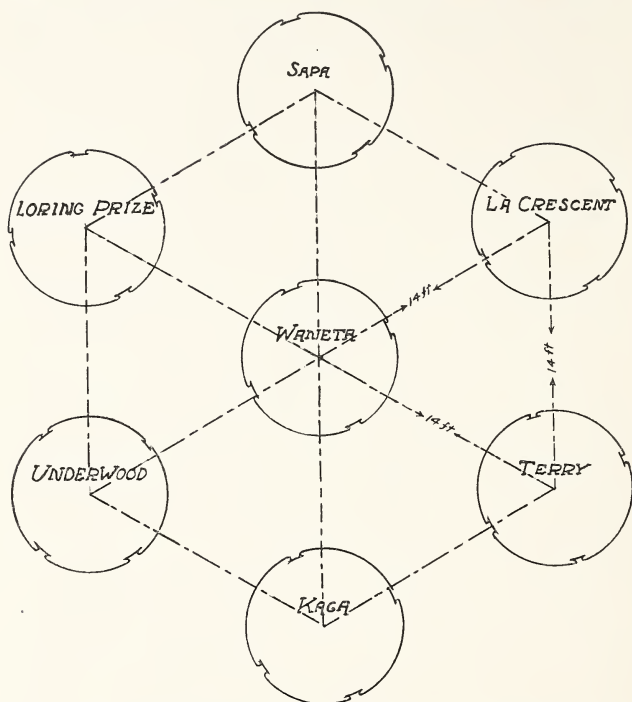 SAPA
LORING PRIZE
LA CRESCENT
14 ft
WANETA
14 ft
14 ft
UNDERWOOD
TERRY
KAGA